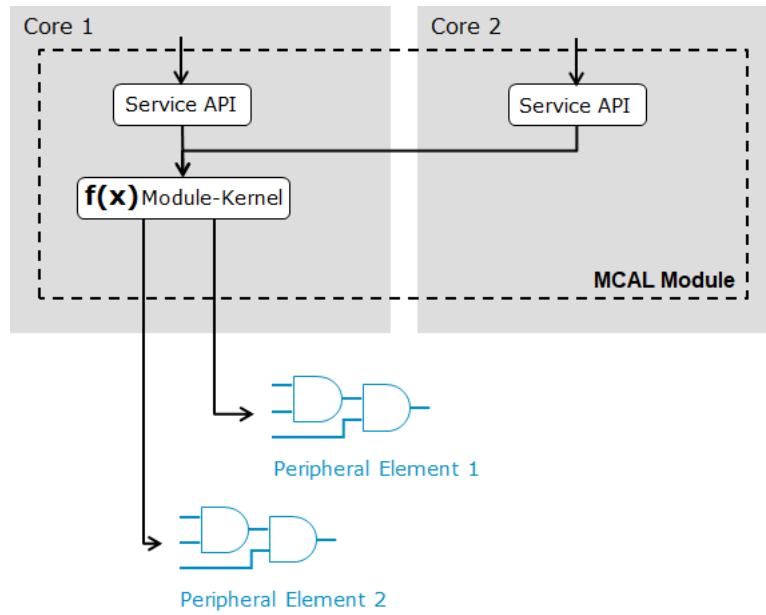 Core 1
Core 2
Service API
Service API
f(x) Module-Kernel
MCAL Module
Peripheral Element 1
Peripheral Element 2